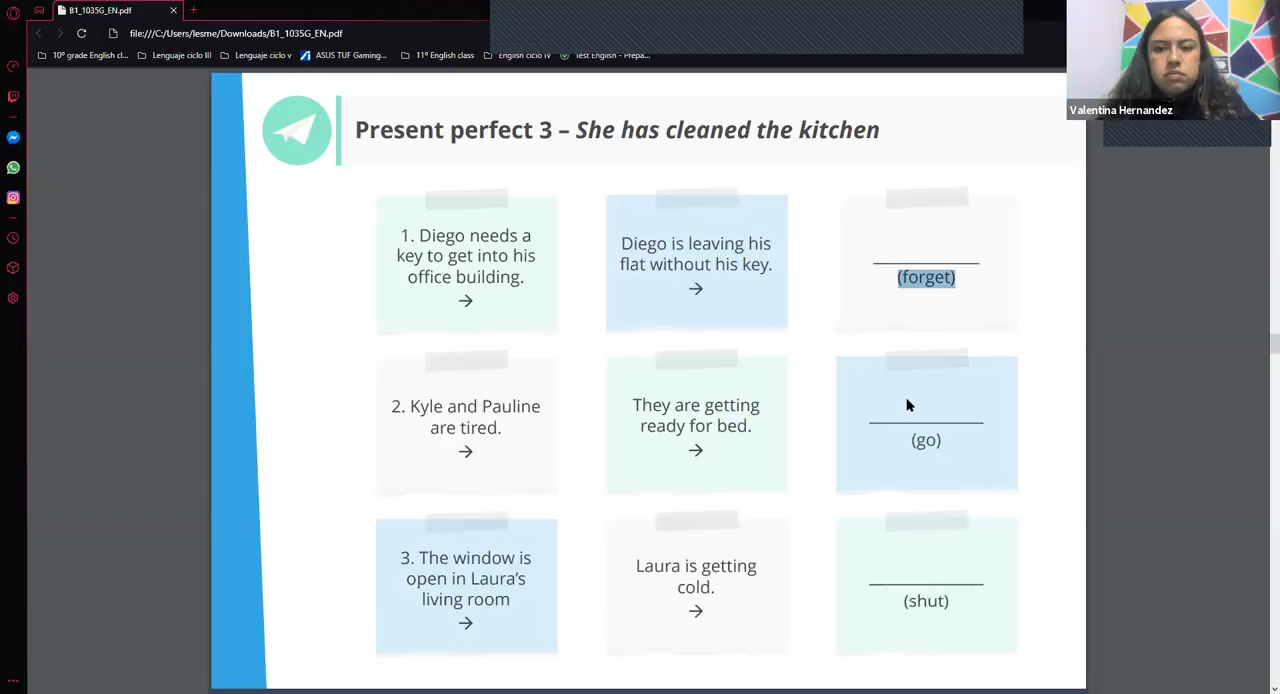 B1_1035G_EN.pdf
file:///C:/Users/lesme/Downloads/B1_1035G_EN.pdf
10º grade English cl...
Lenguaje ciclo III
Lenguaje ciclo v
ASUS TUF Gaming...
11º English class
English ciclo IV
Test English - Prepa...
Valentina Hernandez
Present perfect 3 – She has cleaned the kitchen
1. Diego needs a
key to get into his
office building.
→
Diego is leaving his
flat without his key.
→
(forget)
2. Kyle and Pauline
are tired.
→
They are getting
ready for bed.
→
(go)
3. The window is
open in Laura's
living room
→
Laura is getting
cold.
→
(shut)